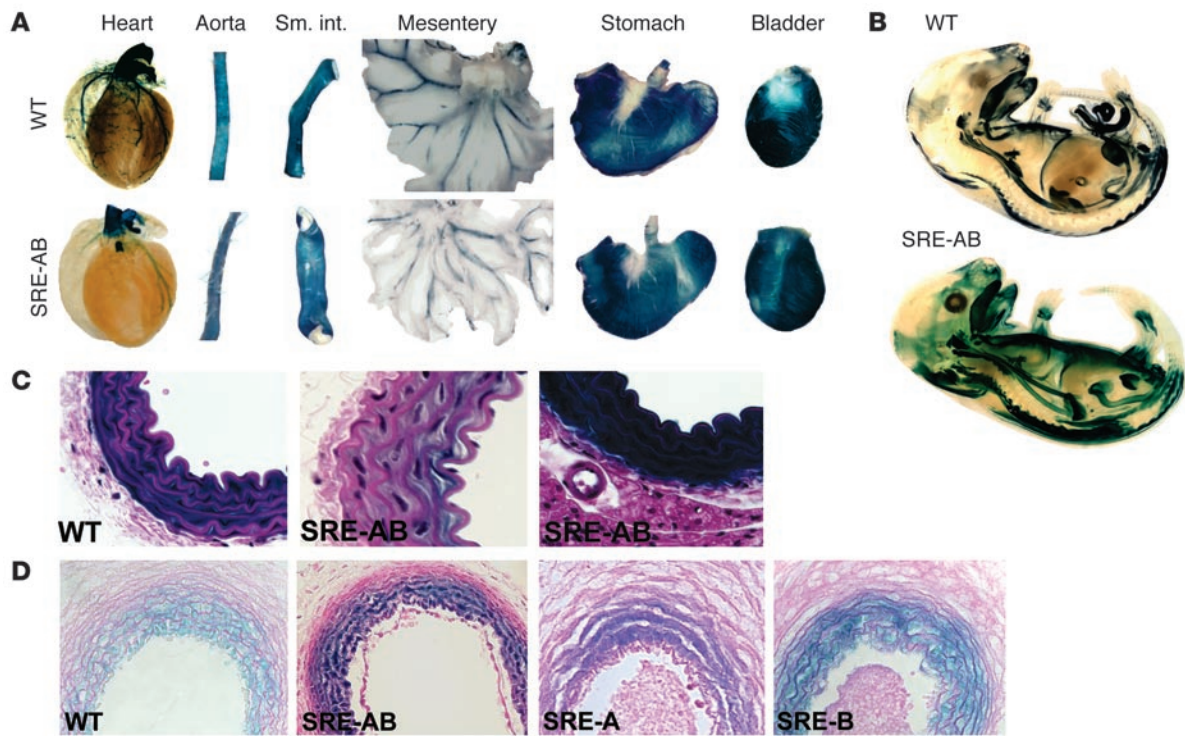 A
Heart Aorta Sm. int. Mesentery Stomach Bladder
WT
SRE-AB
B
WT
SRE-AB
C
WT SRE-AB SRE-AB
D
WT SRE-AB SRE-A SRE-B